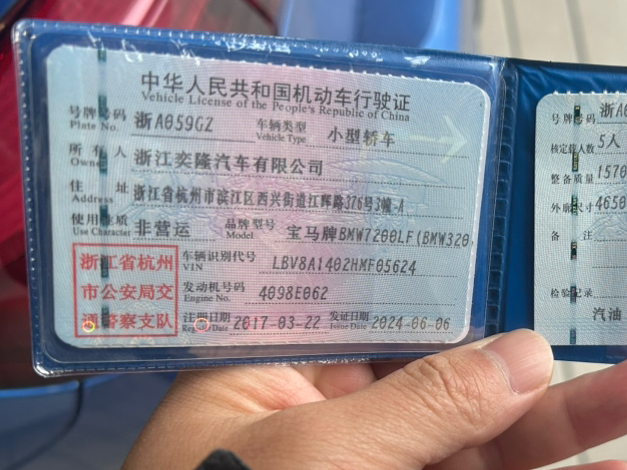 中华人民共和国机动车行驶证
Vehicle License of the People's Republic of China
号牌号码 浙A059GZ 车辆类型 小型轿车
Plate No. Vehicle Type
所有人 浙江奕隆汽车有限公司
Owner
住址 浙江省杭州市滨江区西兴街道江晖路376号3幢-A
Address
使用性质 非营运 品牌型号 宝马牌BMW7200LF(BMW320
Use Character Model
浙江省杭州
市公安局交
通警察支队
车辆识别代号 LBV8A1402HMF05624
VIN
发动机号码 4098E062
Engine No.
注册日期 2017-03-22 发证日期 2024-06-06
Register Date Issue Date
号牌号码 浙A0
核定载人数 5人
整备质量 1570
外廓尺寸 4650
备注
检验记录
汽油